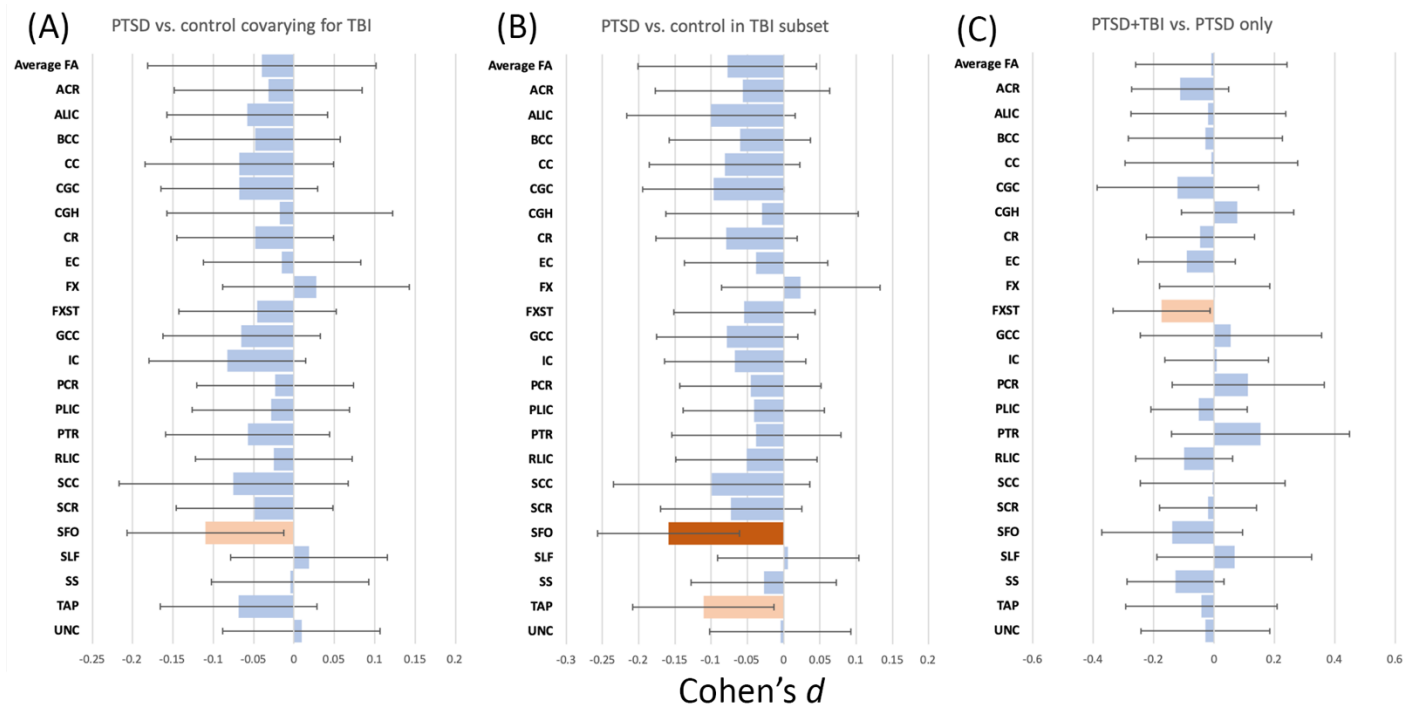 (A) PTSD vs. control covarying for TBI
Average FA
ACR
ALIC
BCC
CC
CGC
CGH
CR
EC
FX
FXST
GCC
IC
PCR
PLIC
PTR
RLIC
SCC
SCR
SFO
SLF
SS
TAP
UNC
-0.25 -0.2 -0.15 -0.1 -0.05 0 0.05 0.1 0.15 0.2
(B) PTSD vs. control in TBI subset
Average FA
ACR
ALIC
BCC
CC
CGC
CGH
CR
EC
FX
FXST
GCC
IC
PCR
PLIC
PTR
RLIC
SCC
SCR
SFO
SLF
SS
TAP
UNC
-0.3 -0.25 -0.2 -0.15 -0.1 -0.05 0 0.05 0.1 0.15 0.2
(C) PTSD+TBI vs. PTSD only
Average FA
ACR
ALIC
BCC
CC
CGC
CGH
CR
EC
FX
FXST
GCC
IC
PCR
PLIC
PTR
RLIC
SCC
SCR
SFO
SLF
SS
TAP
UNC
-0.6 -0.4 -0.2 0 0.2 0.4 0.6
Cohen's d